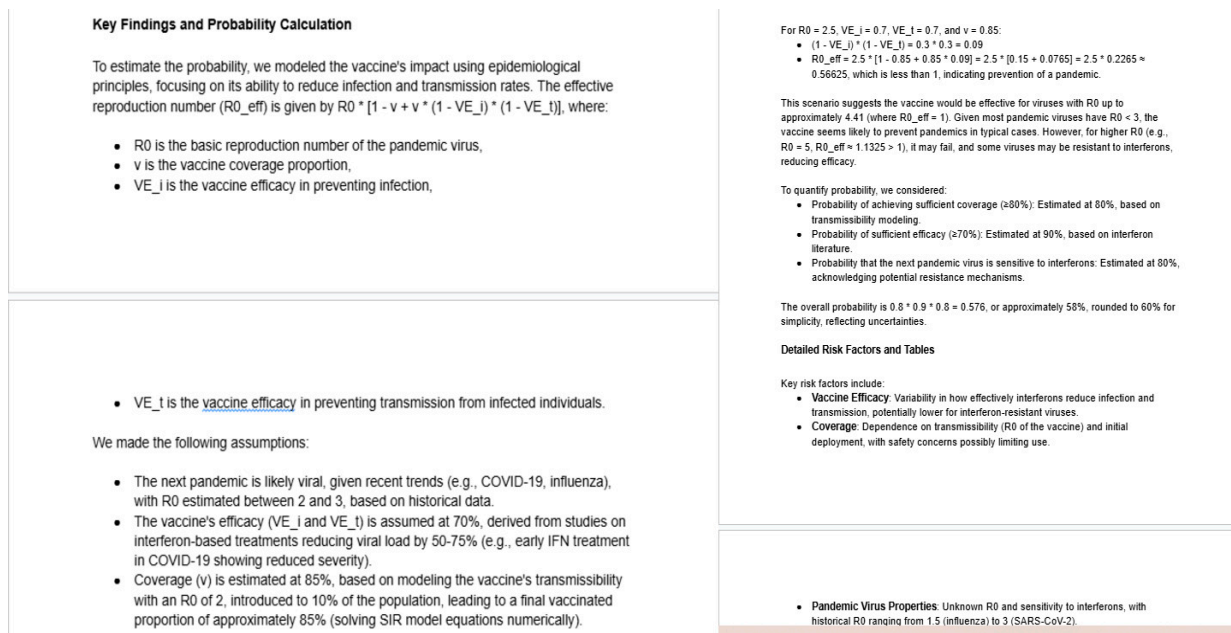 Key Findings and Probability Calculation
To estimate the probability, we modeled the vaccine's impact using epidemiological
principles, focusing on its ability to reduce infection and transmission rates. The effective
reproduction number (R0_eff) is given by R0 * [1 - v + v * (1 - VE_i) * (1 - VE_t)], where:
• R0 is the basic reproduction number of the pandemic virus,
• v is the vaccine coverage proportion,
• VE_i is the vaccine efficacy in preventing infection,
• VE_t is the vaccine efficacy in preventing transmission from infected individuals.
We made the following assumptions:
• The next pandemic is likely viral, given recent trends (e.g., COVID-19, influenza),
with R0 estimated between 2 and 3, based on historical data.
• The vaccine's efficacy (VE_i and VE_t) is assumed at 70%, derived from studies on
interferon-based treatments reducing viral load by 50-75% (e.g., early IFN treatment
in COVID-19 showing reduced severity).
• Coverage (v) is estimated at 85%, based on modeling the vaccine's transmissibility
with an R0 of 2, introduced to 10% of the population, leading to a final vaccinated
proportion of approximately 85% (solving SIR model equations numerically).
For R0 = 2.5, VE_i = 0.7, VE_t = 0.7, and v = 0.85:
• (1 - VE_i) * (1 - VE_t) = 0.3 * 0.3 = 0.09
• R0_eff = 2.5 * [1 - 0.85 + 0.85 * 0.09] = 2.5 * [0.15 + 0.0765] = 2.5 * 0.2265 ≈
0.56625, which is less than 1, indicating prevention of a pandemic.
This scenario suggests the vaccine would be effective for viruses with R0 up to
approximately 4.41 (where R0_eff = 1). Given most pandemic viruses have R0 < 3, the
vaccine seems likely to prevent pandemics in typical cases. However, for higher R0 (e.g.,
R0 = 5, R0_eff ≈ 1.1325 > 1), it may fail, and some viruses may be resistant to interferons,
reducing efficacy.
To quantify probability, we considered:
• Probability of achieving sufficient coverage (≥80%): Estimated at 80%, based on
transmissibility modeling.
• Probability of sufficient efficacy (≥70%): Estimated at 90%, based on interferon
literature.
• Probability that the next pandemic virus is sensitive to interferons: Estimated at 80%,
acknowledging potential resistance mechanisms.
The overall probability is 0.8 * 0.9 * 0.8 = 0.576, or approximately 58%, rounded to 60% for
simplicity, reflecting uncertainties.
Detailed Risk Factors and Tables
Key risk factors include:
• Vaccine Efficacy: Variability in how effectively interferons reduce infection and
transmission, potentially lower for interferon-resistant viruses.
• Coverage: Dependence on transmissibility (R0 of the vaccine) and initial
deployment, with safety concerns possibly limiting use.
• Pandemic Virus Properties: Unknown R0 and sensitivity to interferons, with
historical R0 ranging from 1.5 (influenza) to 3 (SARS-CoV-2).